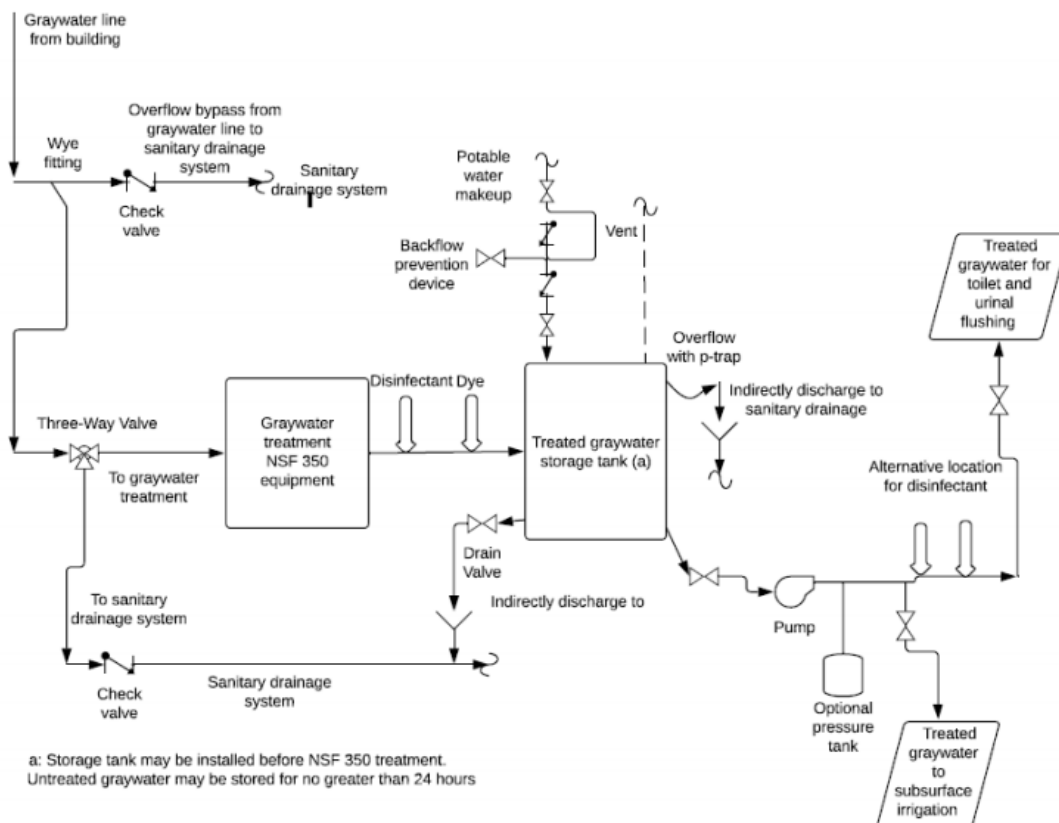 Graywater line
from building
Overflow bypass from
graywater line to
sanitary drainage
system
Wye
fitting
Sanitary
drainage system
Check
valve
Potable
water
makeup
Vent
Backflow
prevention
device
Treated
graywater for
toilet and
urinal
flushing
Overflow
with p-trap
Indirectly discharge to
sanitary drainage
Disinfectant Dye
Three-Way Valve
Graywater
treatment
NSF 350
equipment
Treated graywater
storage tank (a)
To graywater
treatment
Alternative location
for disinfectant
Drain
Valve
To sanitary
drainage system
Indirectly discharge to
Pump
Sanitary drainage
system
Check
valve
Optional
pressure
tank
Treated
graywater
to
subsurface
irrigation
a: Storage tank may be installed before NSF 350 treatment.
Untreated graywater may be stored for no greater than 24 hours